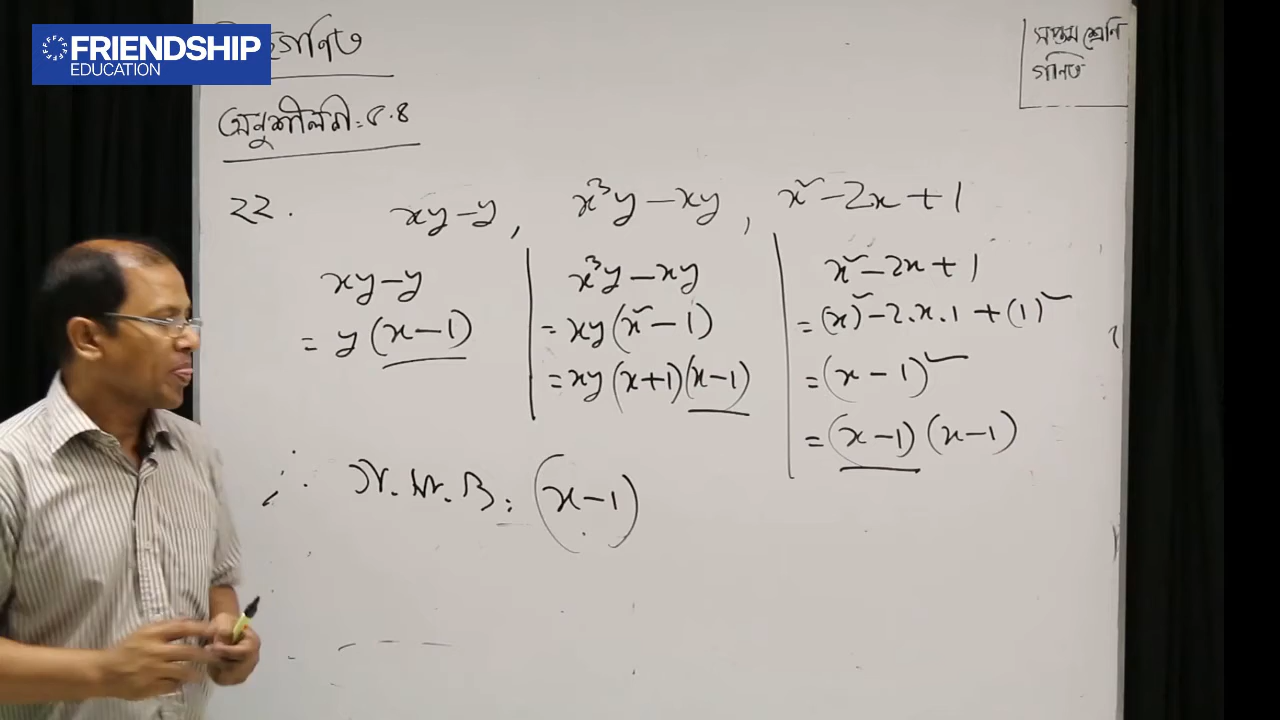 FRIENDSHIP
EDUCATION
গনিত
সপ্তম শ্রেনি
গনিত
অনুশীলনী: ৫.৪
২২.
xy-y, x³y-xy, x²-2x+1
xy-y
= y(x-1)
x³y-xy
= xy(x²-1)
= xy(x+1)(x-1)
x²-2x+1
= (x)²-2.x.1+(1)²
= (x-1)²
= (x-1)(x-1)
∴ গ.সা.গু: (x-1)